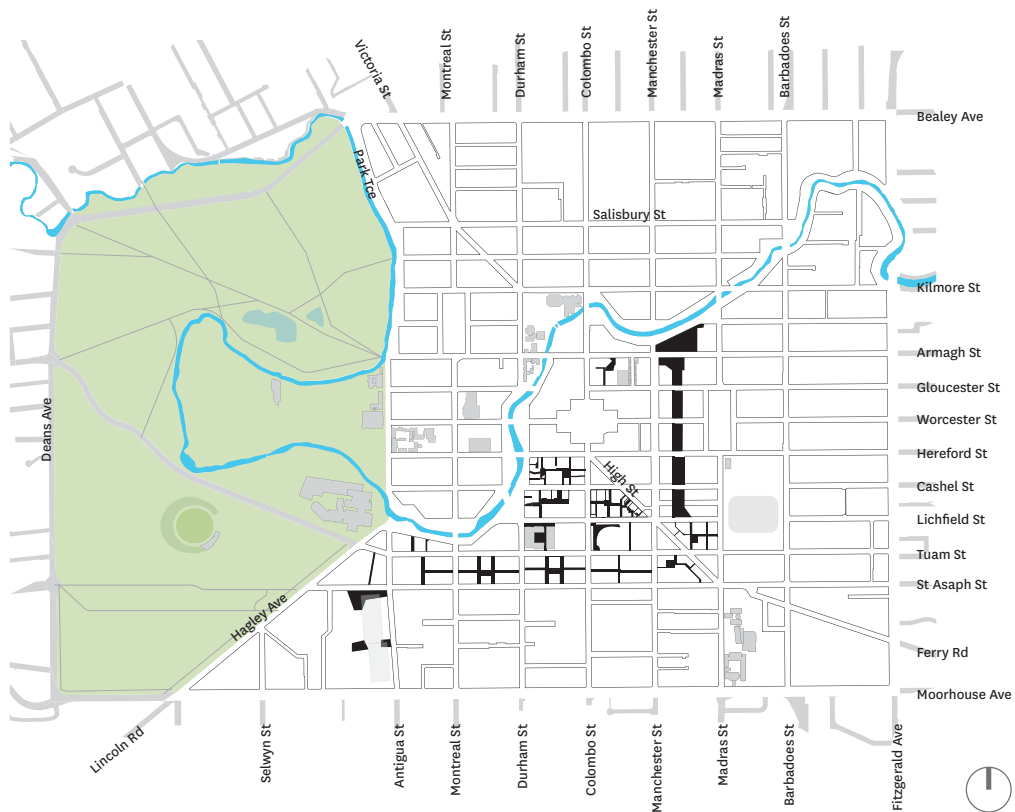 Victoria St
Montreal St
Durham St
Colombo St
Manchester St
Madras St
Barbadoes St
Bealey Ave
Park Tce
Salisbury St
Kilmore St
Armagh St
Gloucester St
Worcester St
Deans Ave
Hereford St
High St
Cashel St
Lichfield St
Tuam St
St Asaph St
Hagley Ave
Ferry Rd
Moorhouse Ave
Lincoln Rd
Selwyn St
Antigua St
Montreal St
Durham St
Colombo St
Manchester St
Madras St
Barbadoes St
Fitzgerald Ave